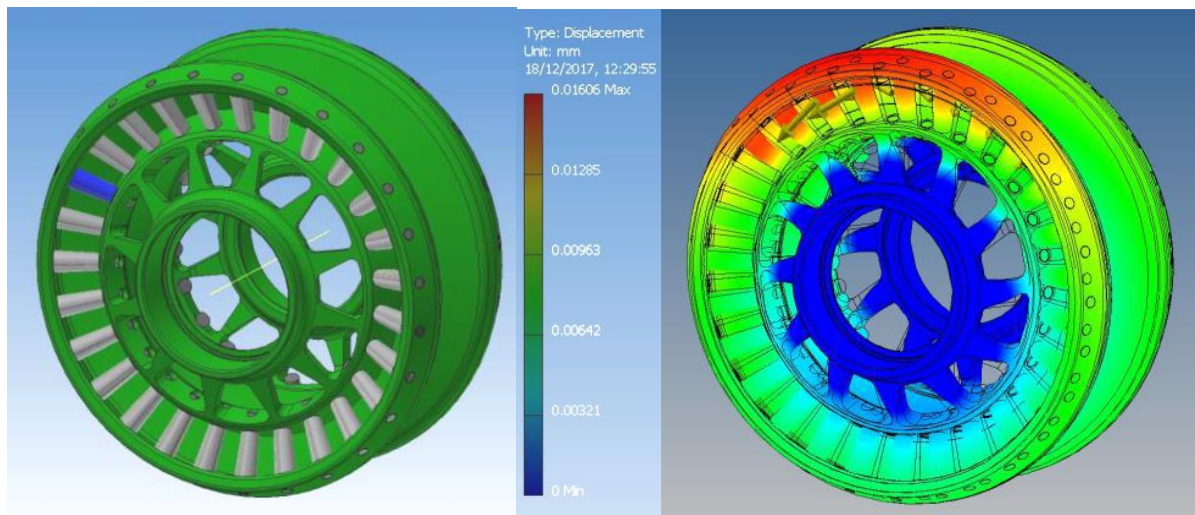 Type: Displacement
Unit: mm
18/12/2017, 12:29:55
0.01606 Max
0.01285
0.00963
0.00642
0.00321
0 Min